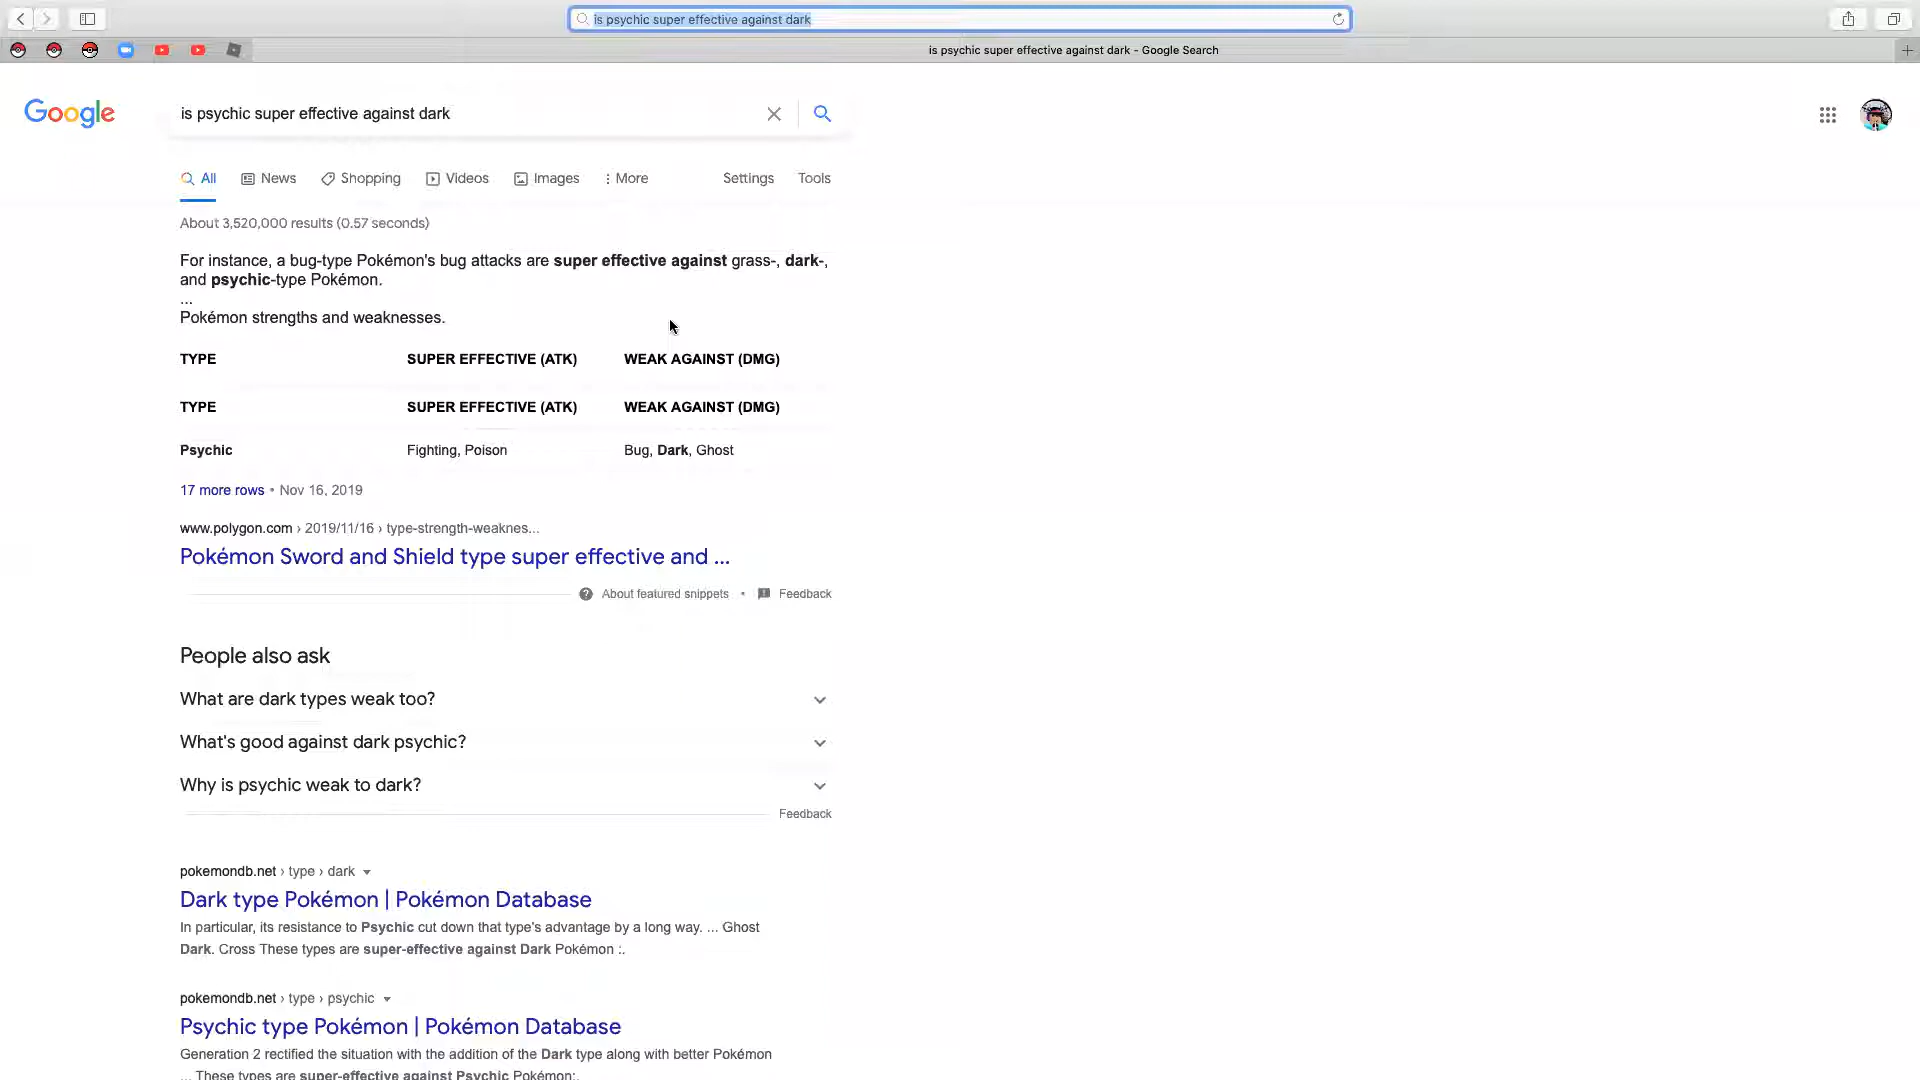 is psychic super effective against dark
is psychic super effective against dark - Google Search
Google
is psychic super effective against dark
All
News
Shopping
Videos
Images
More
Settings
Tools
About 3,520,000 results (0.57 seconds)
For instance, a bug-type Pokémon's bug attacks are super effective against grass-, dark-,
and psychic-type Pokémon.
...
Pokémon strengths and weaknesses.
TYPE SUPER EFFECTIVE (ATK) WEAK AGAINST (DMG)
TYPE SUPER EFFECTIVE (ATK) WEAK AGAINST (DMG)
Psychic Fighting, Poison Bug, Dark, Ghost
17 more rows • Nov 16, 2019
www.polygon.com › 2019/11/16 › type-strength-weaknes...
Pokémon Sword and Shield type super effective and ...
About featured snippets • Feedback
People also ask
What are dark types weak too?
What's good against dark psychic?
Why is psychic weak to dark?
Feedback
pokemondb.net › type › dark
Dark type Pokémon | Pokémon Database
In particular, its resistance to Psychic cut down that type's advantage by a long way. ... Ghost
Dark. Cross These types are super-effective against Dark Pokémon :.
pokemondb.net › type › psychic
Psychic type Pokémon | Pokémon Database
Generation 2 rectified the situation with the addition of the Dark type along with better Pokémon
... These types are super-effective against Psychic Pokémon:.